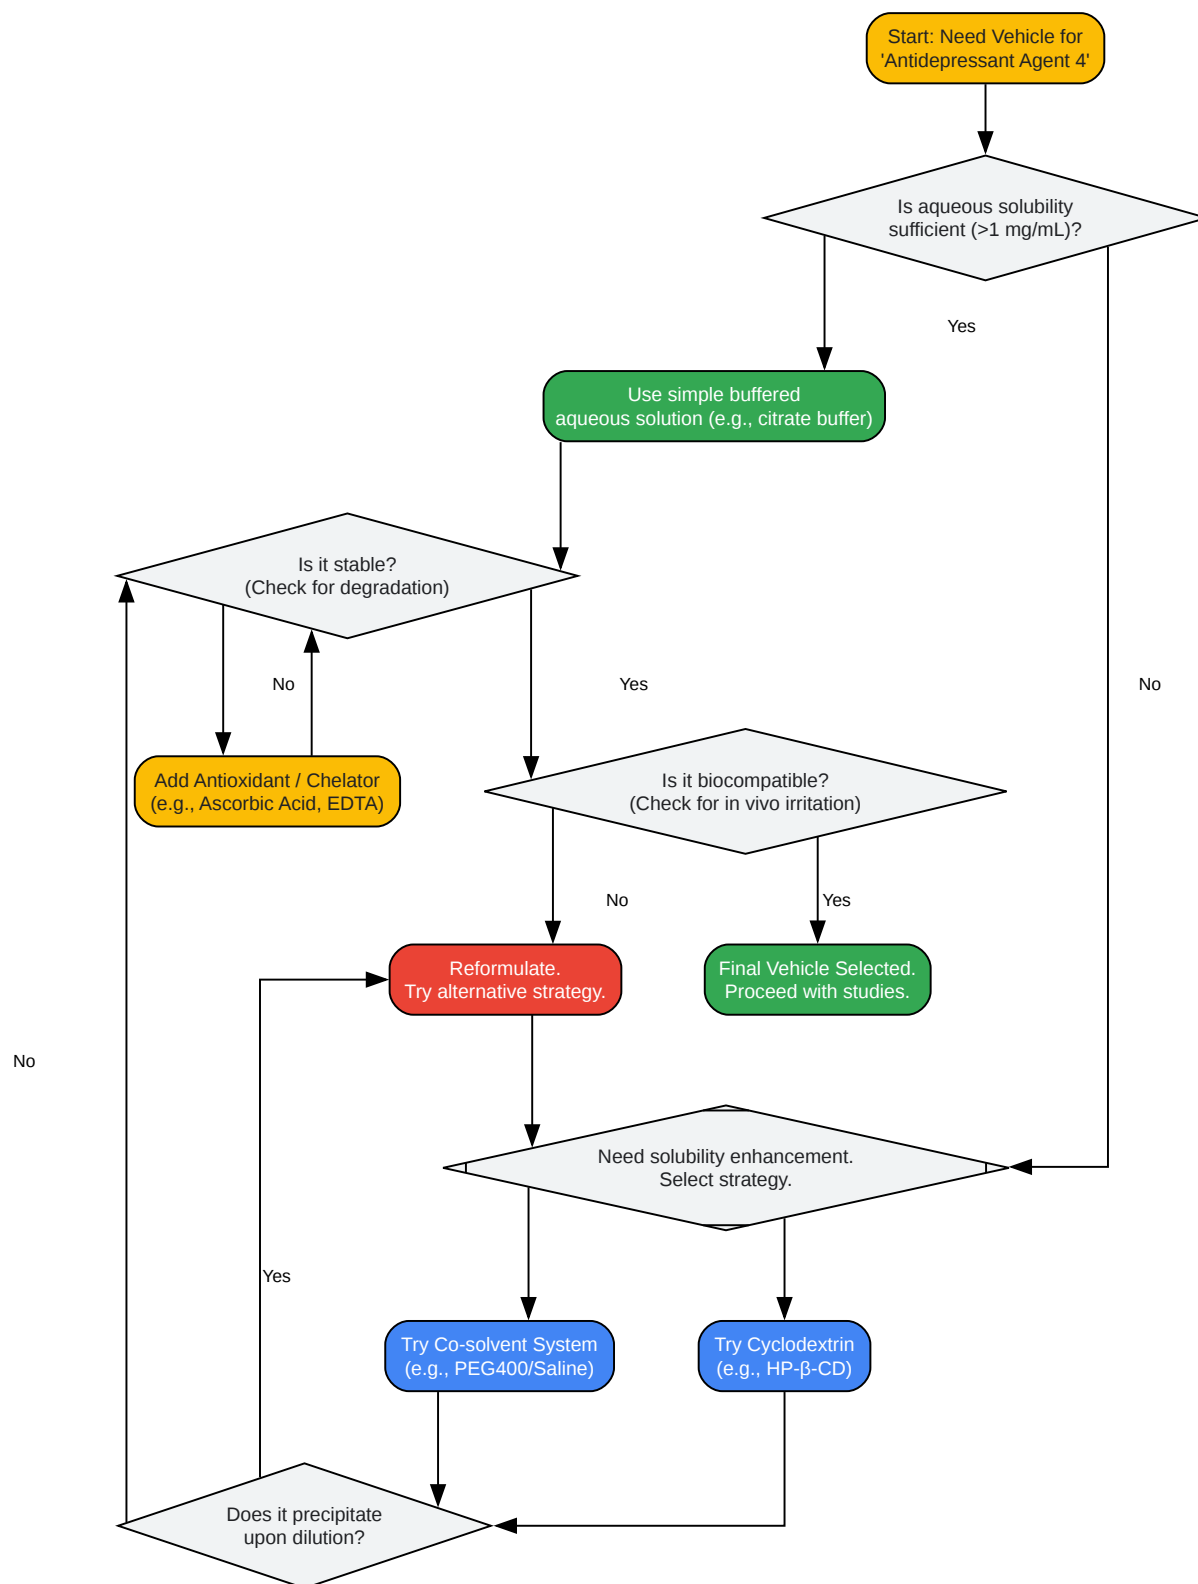 Start: Need Vehicle for
'Antidepressant Agent 4'
Is aqueous solubility
sufficient (>1 mg/mL)?
Yes
Use simple buffered
aqueous solution (e.g., citrate buffer)
Is it stable?
(Check for degradation)
No
Yes
No
Add Antioxidant / Chelator
(e.g., Ascorbic Acid, EDTA)
Is it biocompatible?
(Check for in vivo irritation)
No
Yes
Reformulate.
Try alternative strategy.
Final Vehicle Selected.
Proceed with studies.
No
Need solubility enhancement.
Select strategy.
Yes
Try Co-solvent System
(e.g., PEG400/Saline)
Try Cyclodextrin
(e.g., HP-β-CD)
Does it precipitate
upon dilution?